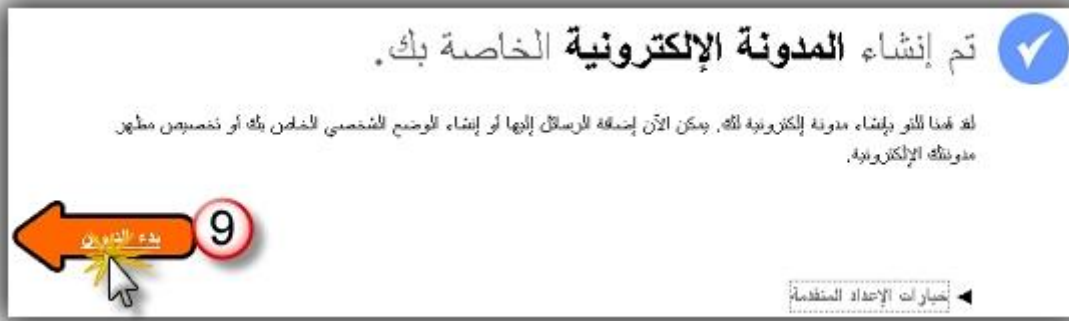 تم إنشاء المدونة الإلكترونية الخاصة بك.
لقد قمنا للتو بإنشاء مدونة إلكترونية لك. يمكن الآن إضافة الرسائل إليها أو إنشاء الوضع الشخصي الخاص بك أو تخصيص مظهر
مدونتك الإلكترونية.
9
بدء التدوين
خيارات الإعداد المتقدمة